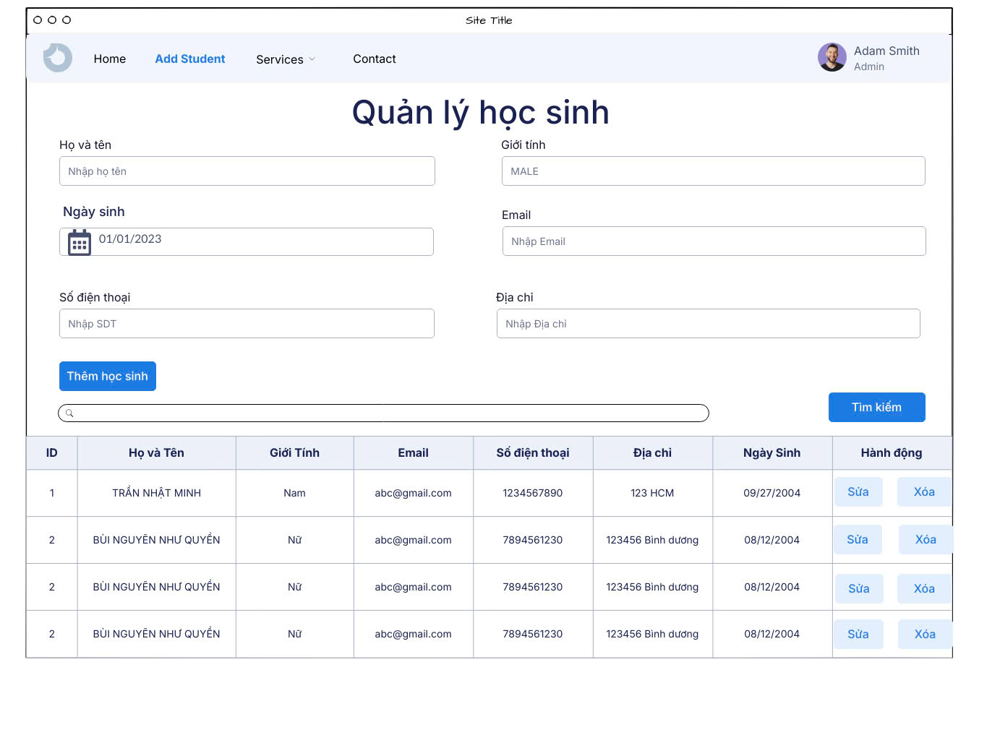 Site Title
Home Add Student Services Contact Adam Smith
Admin
Quản lý học sinh
Họ và tên Giới tính
Nhập họ tên MALE
Ngày sinh Email
01/01/2023 Nhập Email
Số điện thoại Địa chỉ
Nhập SDT Nhập Địa chỉ
Thêm học sinh
Tìm kiếm
ID Họ và Tên Giới Tính Email Số điện thoại Địa chỉ Ngày Sinh Hành động
1 TRẦN NHẬT MINH Nam abc@gmail.com 1234567890 123 HCM 09/27/2004 Sửa Xóa
2 BÙI NGUYÊN NHƯ QUYỀN Nữ abc@gmail.com 7894561230 123456 Bình dương 08/12/2004 Sửa Xóa
2 BÙI NGUYÊN NHƯ QUYỀN Nữ abc@gmail.com 7894561230 123456 Bình dương 08/12/2004 Sửa Xóa
2 BÙI NGUYÊN NHƯ QUYỀN Nữ abc@gmail.com 7894561230 123456 Bình dương 08/12/2004 Sửa Xóa